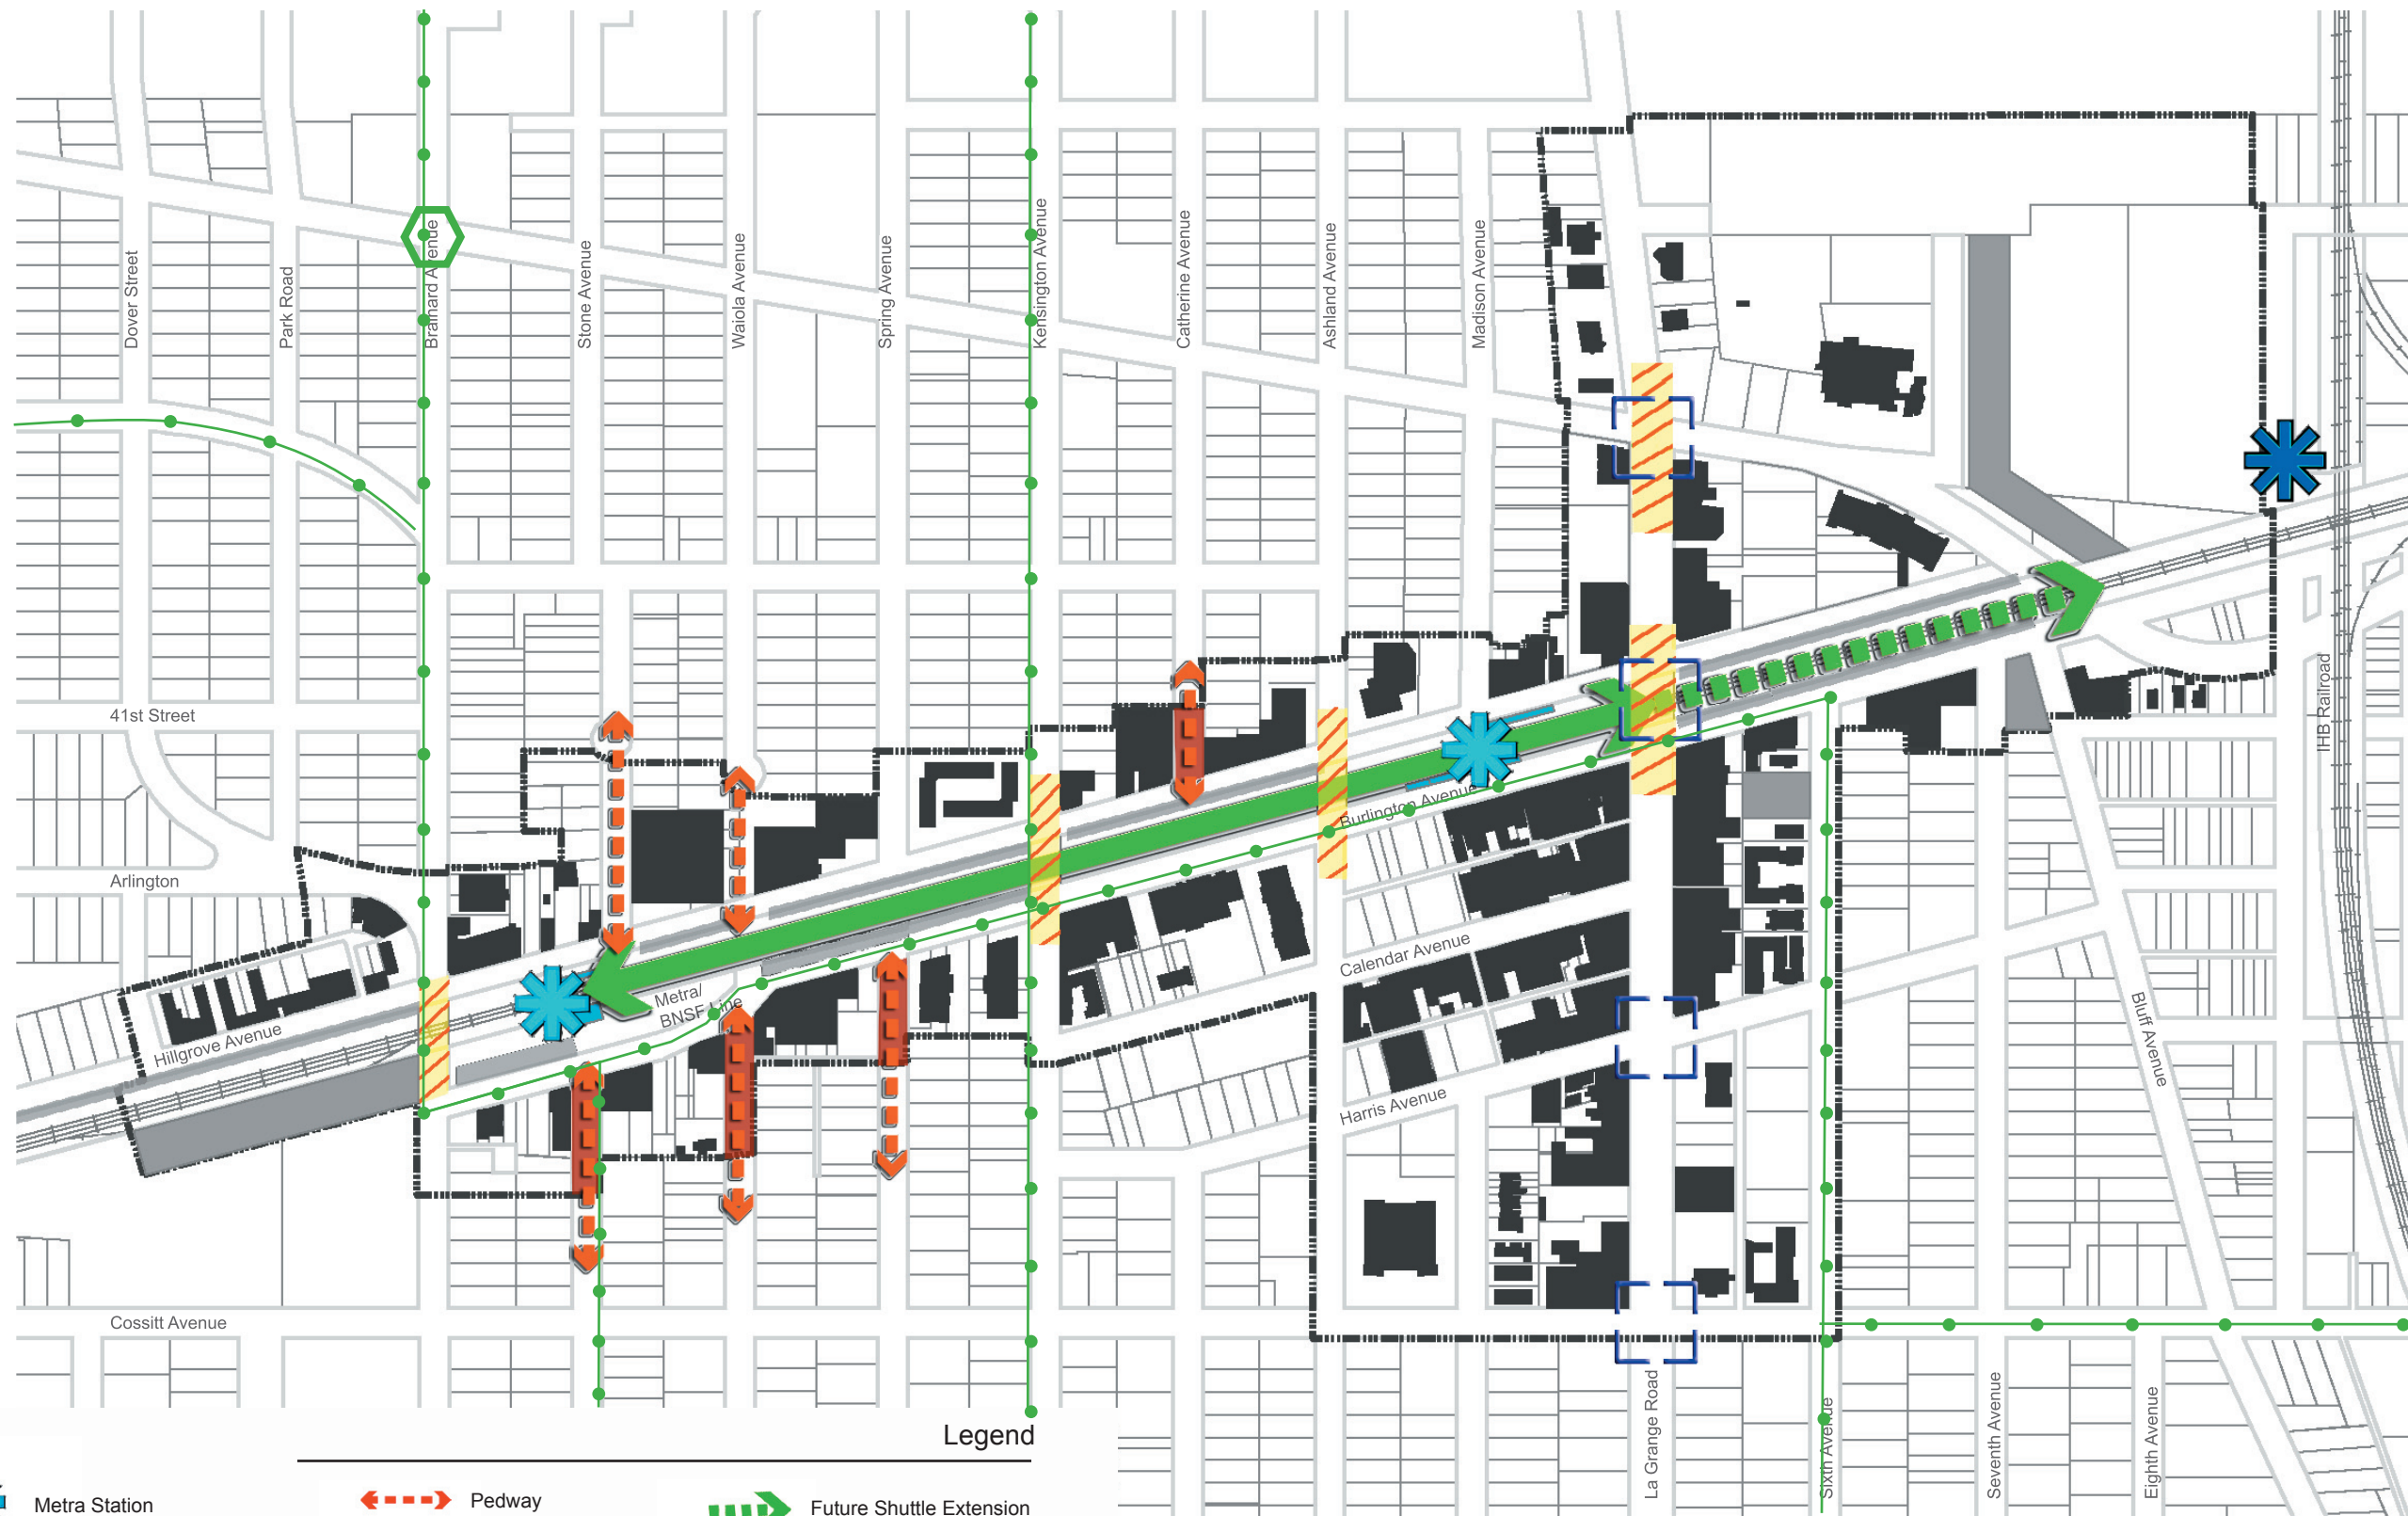 Dover Street
Park Road
Brainard Avenue
Stone Avenue
Waiola Avenue
Spring Avenue
Kensington Avenue
Catherine Avenue
Ashland Avenue
Madison Avenue
IHB Railroad
41st Street
Burlington Avenue
Arlington
Calendar Avenue
Metra/
BNSF Line
Hillgrove Avenue
Bluff Avenue
Harris Avenue
Cossitt Avenue
La Grange Road
Sixth Avenue
Seventh Avenue
Eighth Avenue
Legend
Metra Station
Pedway
Future Shuttle Extension